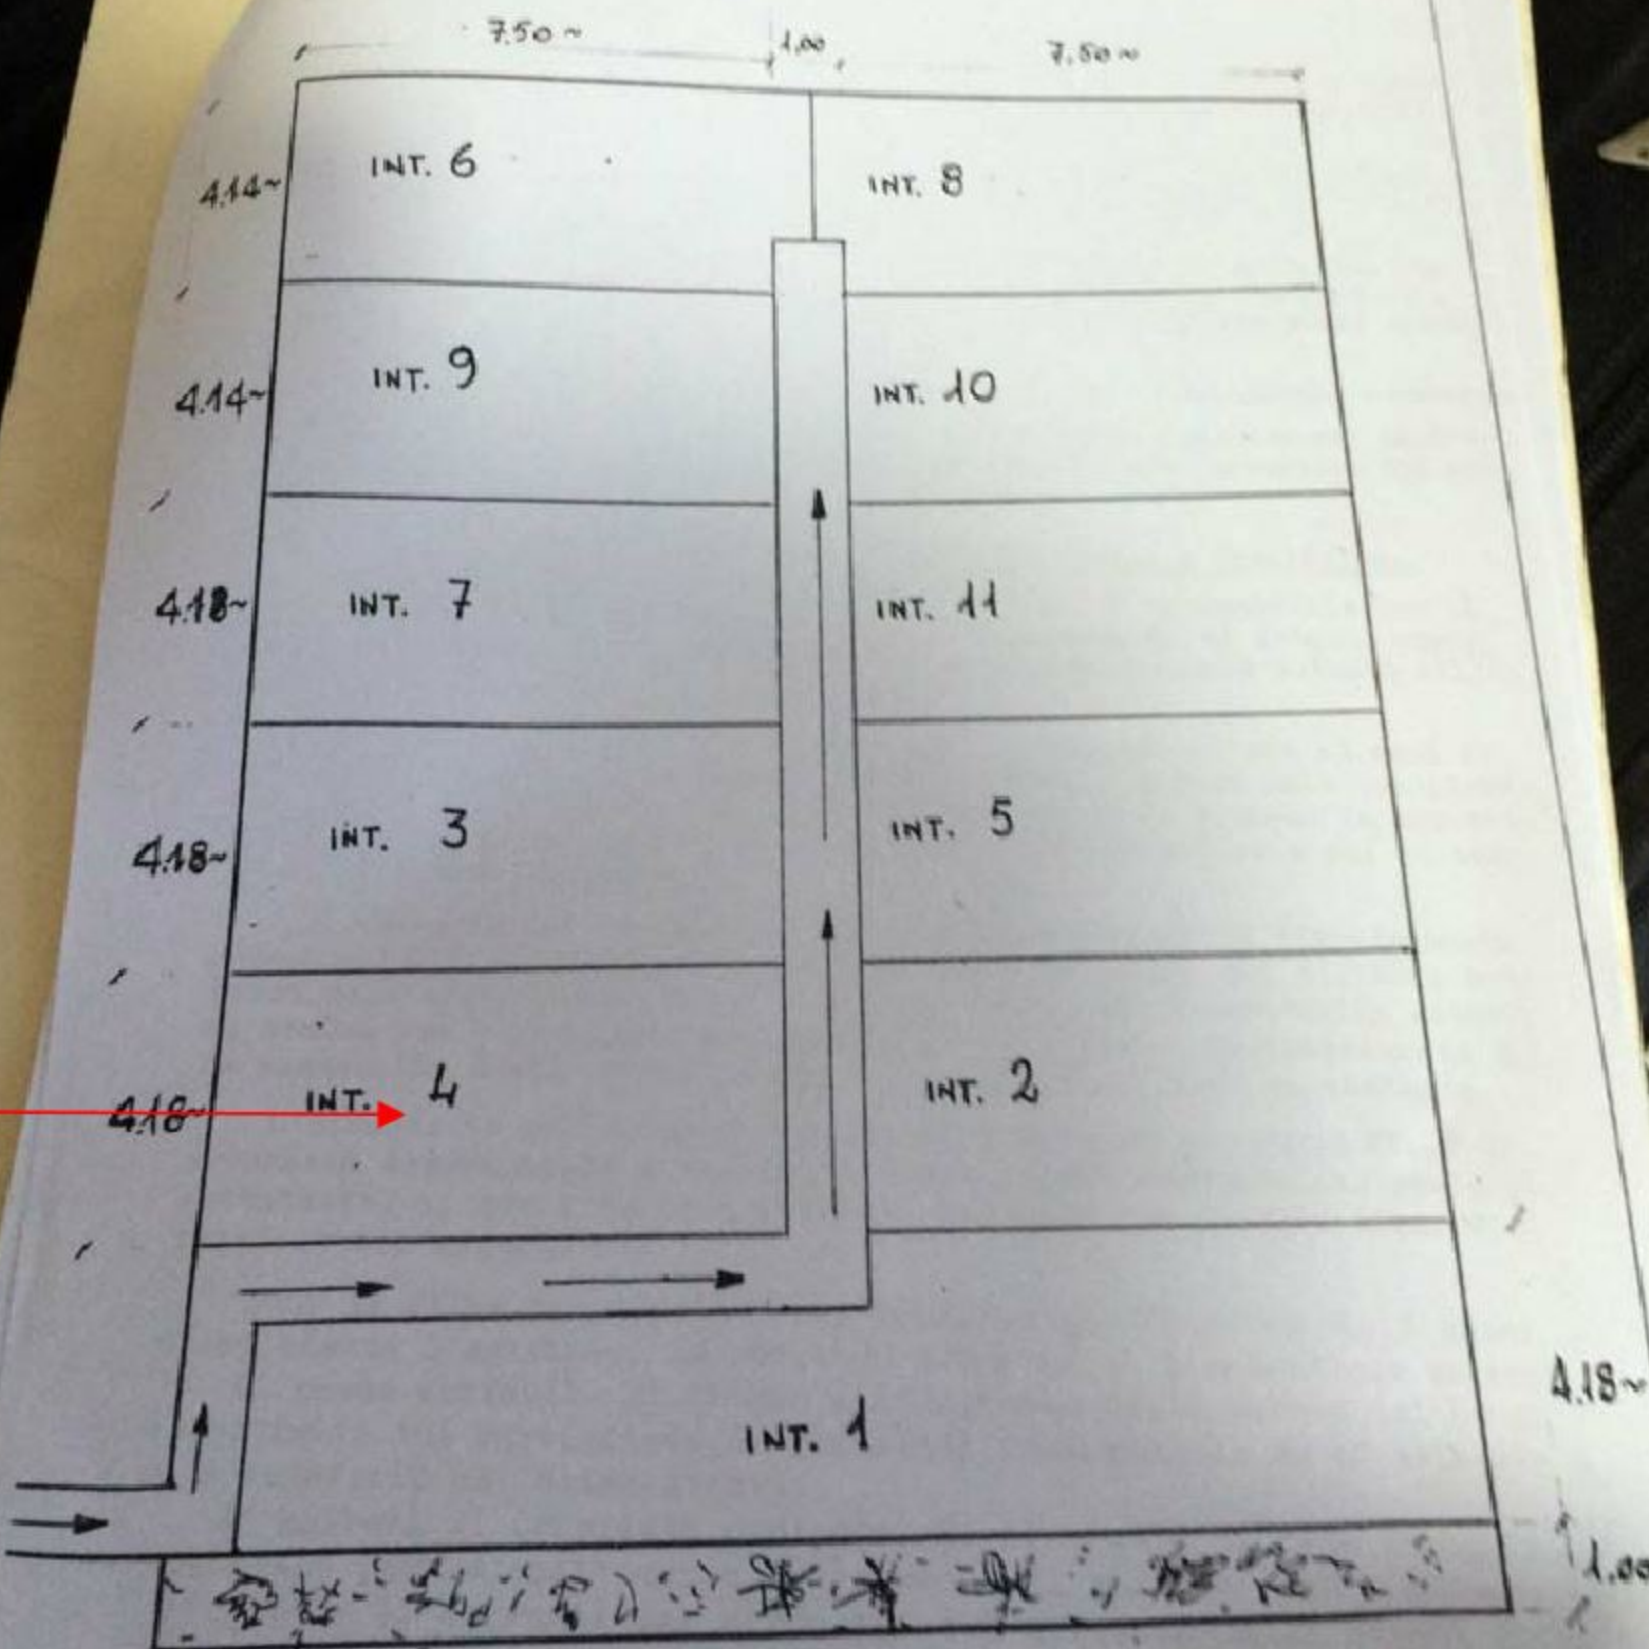 7.50~ 1,00 7.50~
4.14~ INT. 6 INT. 8
4.14~ INT. 9 INT. 10
4.18~ INT. 7 INT. 11
4.18~ INT. 3 INT. 5
4.18~ INT. 4 INT. 2
4.18~
INT. 1
1.00